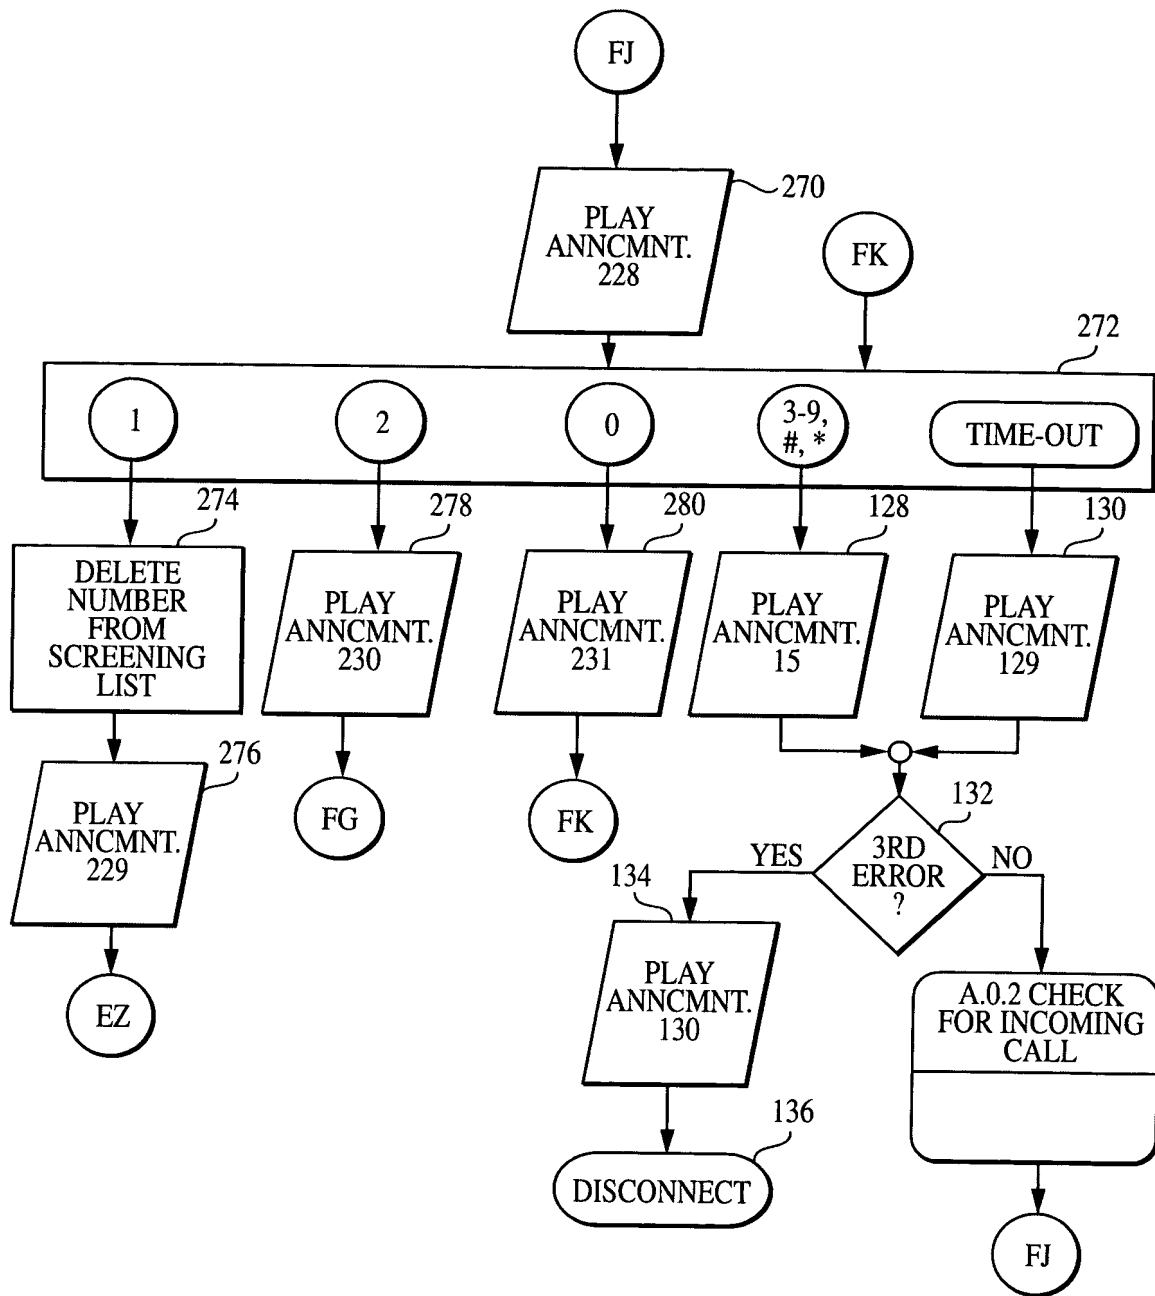 FJ
270
PLAY
ANNCMNT.
228
FK
272
1
2
0
3-9,
#, *
TIME-OUT
274
278
280
128
130
DELETE
NUMBER
FROM
SCREENING
LIST
PLAY
ANNCMNT.
230
PLAY
ANNCMNT.
231
PLAY
ANNCMNT.
15
PLAY
ANNCMNT.
129
276
PLAY
ANNCMNT.
229
FG
FK
132
3RD
ERROR
?
YES
NO
134
PLAY
ANNCMNT.
130
EZ
A.0.2 CHECK
FOR INCOMING
CALL
136
DISCONNECT
FJ